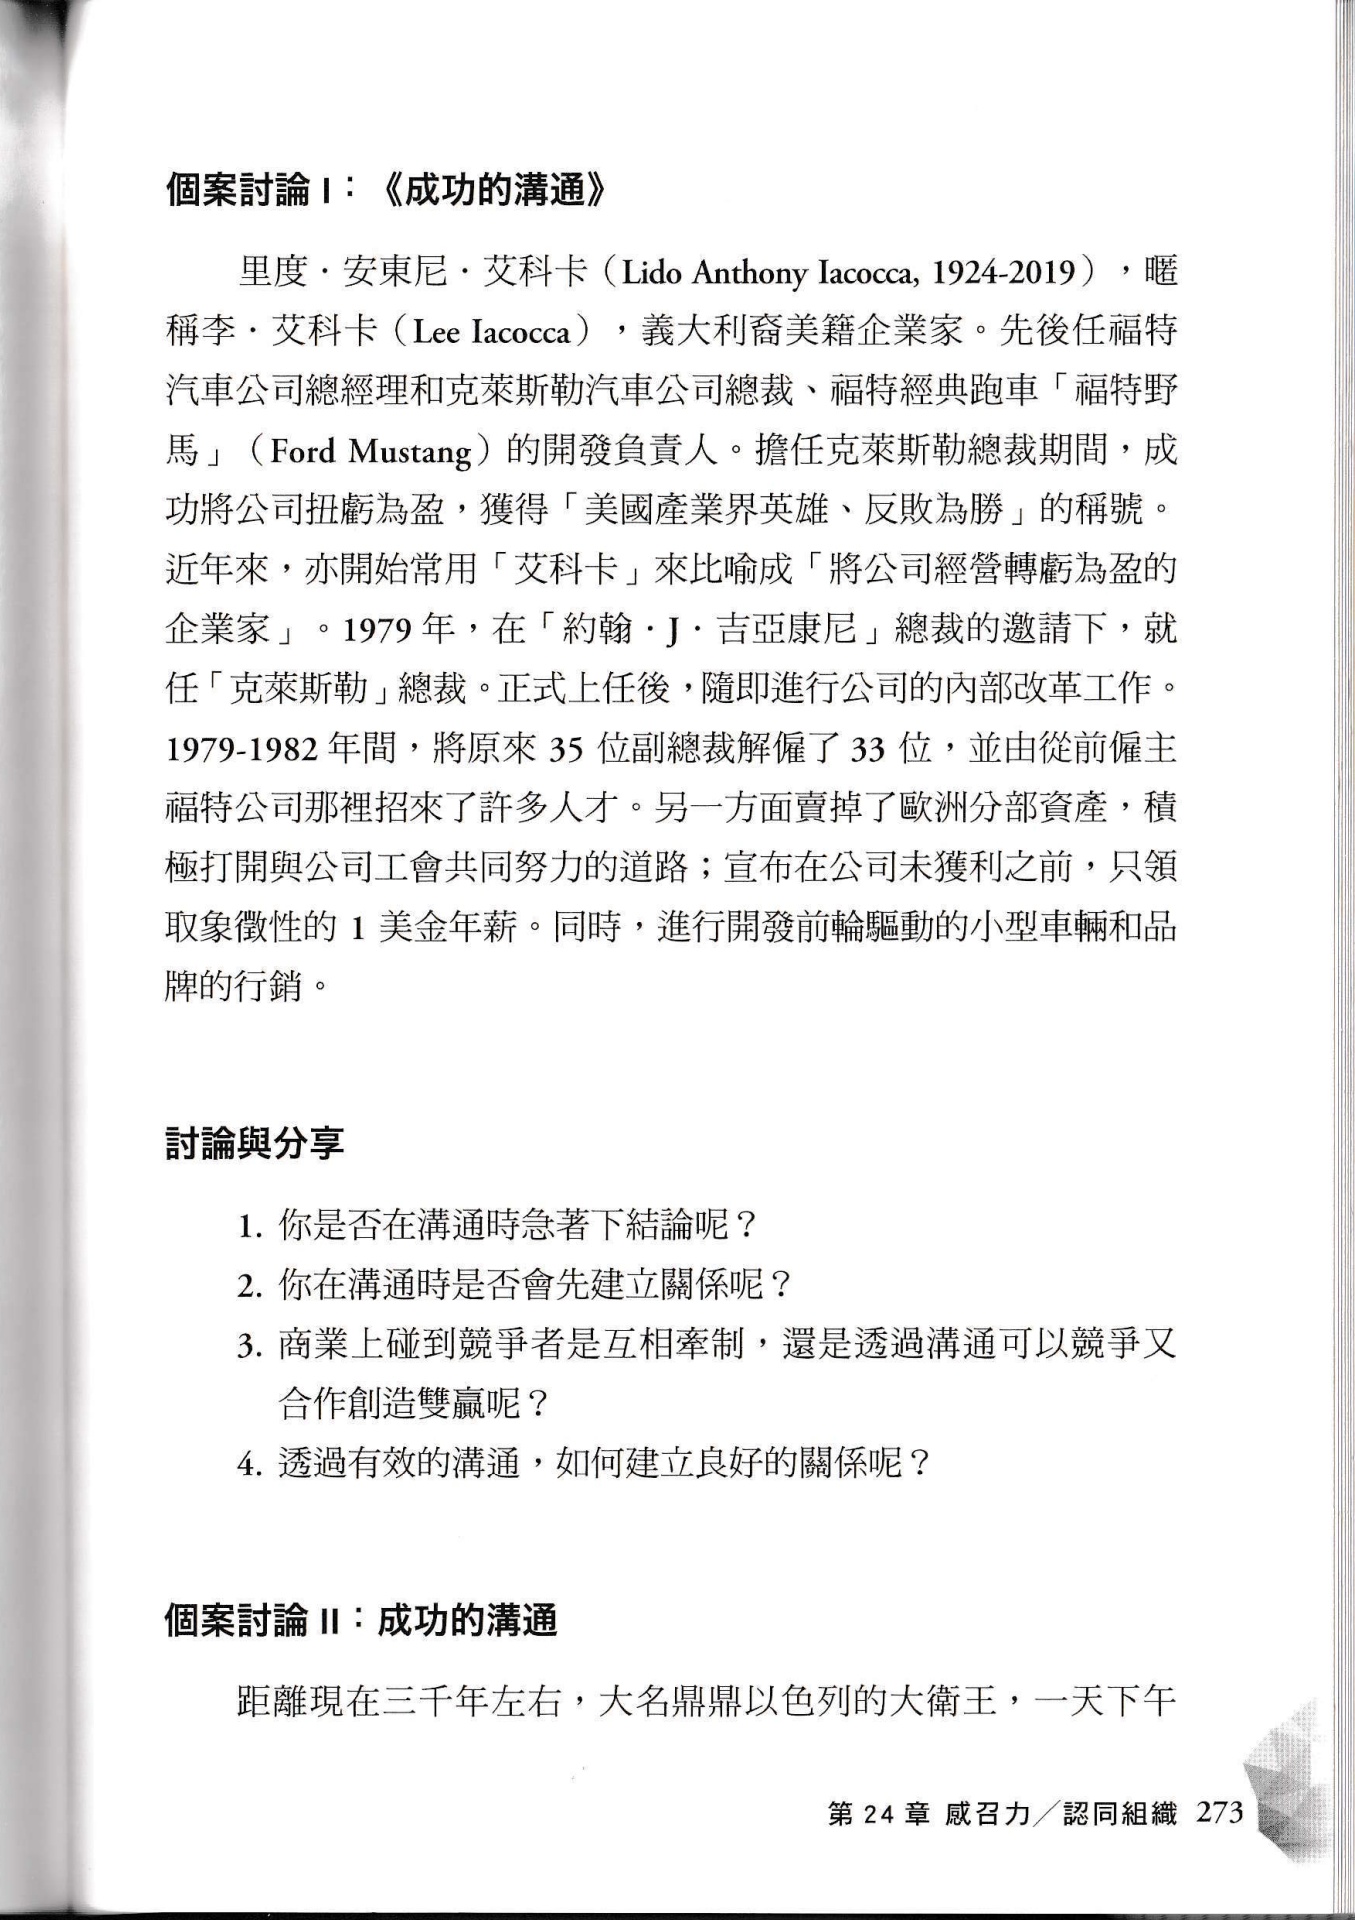 個案討論 I：《成功的溝通》
里度．安東尼．艾科卡（Lido Anthony Iacocca, 1924-2019），暱
稱李．艾科卡（Lee Iacocca），義大利裔美籍企業家。先後任福特
汽車公司總經理和克萊斯勒汽車公司總裁、福特經典跑車「福特野
馬」（Ford Mustang）的開發負責人。擔任克萊斯勒總裁期間，成
功將公司扭虧為盈，獲得「美國產業界英雄、反敗為勝」的稱號。
近年來，亦開始常用「艾科卡」來比喻成「將公司經營轉虧為盈的
企業家」。1979 年，在「約翰．J．吉亞康尼」總裁的邀請下，就
任「克萊斯勒」總裁。正式上任後，隨即進行公司的內部改革工作。
1979-1982 年間，將原來 35 位副總裁解僱了 33 位，並由從前僱主
福特公司那裡招來了許多人才。另一方面賣掉了歐洲分部資產，積
極打開與公司工會共同努力的道路；宣布在公司未獲利之前，只領
取象徵性的 1 美金年薪。同時，進行開發前輪驅動的小型車輛和品
牌的行銷。
討論與分享
1. 你是否在溝通時急著下結論呢？
2. 你在溝通時是否會先建立關係呢？
3. 商業上碰到競爭者是互相牽制，還是透過溝通可以競爭又
合作創造雙贏呢？
4. 透過有效的溝通，如何建立良好的關係呢？
個案討論 II：成功的溝通
距離現在三千年左右，大名鼎鼎以色列的大衛王，一天下午
第 24 章 感召力／認同組織 273